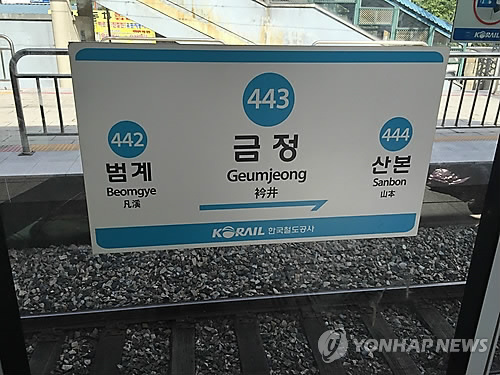 443
442
444
금정
범계
산본
Geumjeong
Beomgye
Sanbon
衿井
凡溪
山本
KORAIL 한국철도공사
KORAIL
YONHAP NEWS